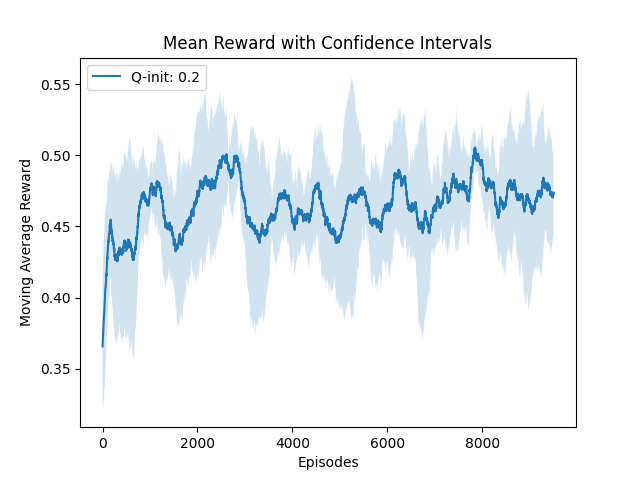 Mean Reward with Confidence Intervals
Q-init: 0.2
0.55
0.50
0.45
0.40
0.35
Moving Average Reward
0
2000
4000
6000
8000
Episodes